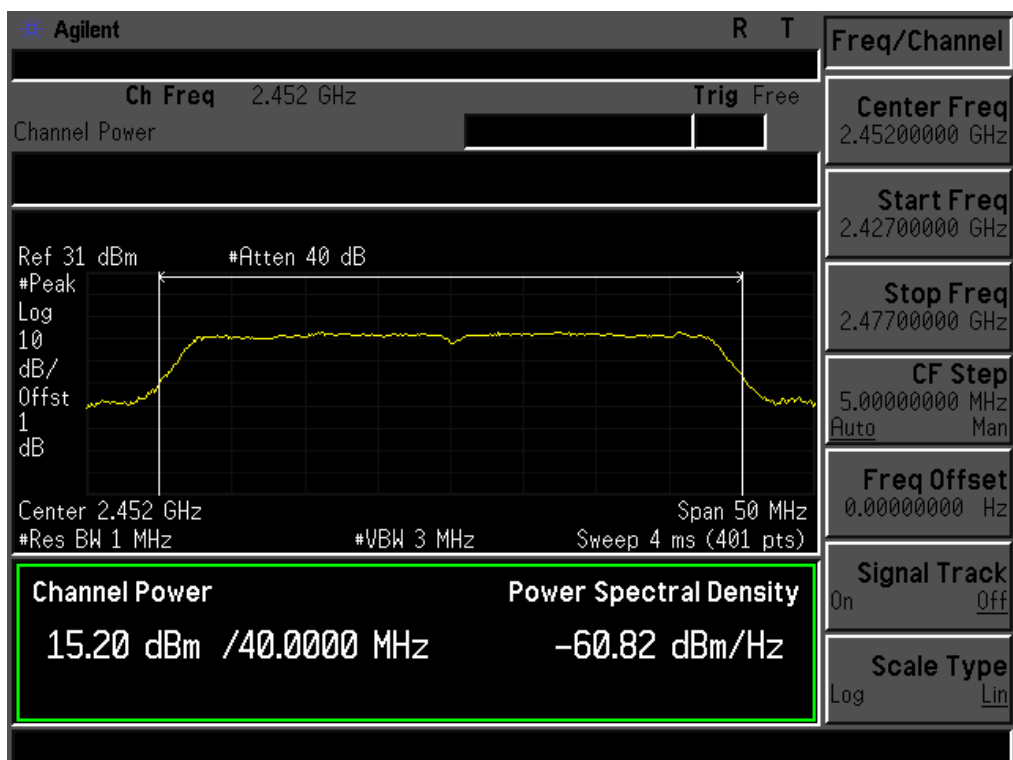 Agilent R T
Ch Freq 2.452 GHz Trig Free
Channel Power
Ref 31 dBm #Atten 40 dB
#Peak
Log
10
dB/
Offst
1
dB
Center 2.452 GHz Span 50 MHz
#Res BW 1 MHz #VBW 3 MHz Sweep 4 ms (401 pts)
Channel Power Power Spectral Density
15.20 dBm /40.0000 MHz -60.82 dBm/Hz
Freq/Channel
Center Freq
2.45200000 GHz
Start Freq
2.42700000 GHz
Stop Freq
2.47700000 GHz
CF Step
5.00000000 MHz
Auto Man
Freq Offset
0.00000000 Hz
Signal Track
On Off
Scale Type
Log Lin